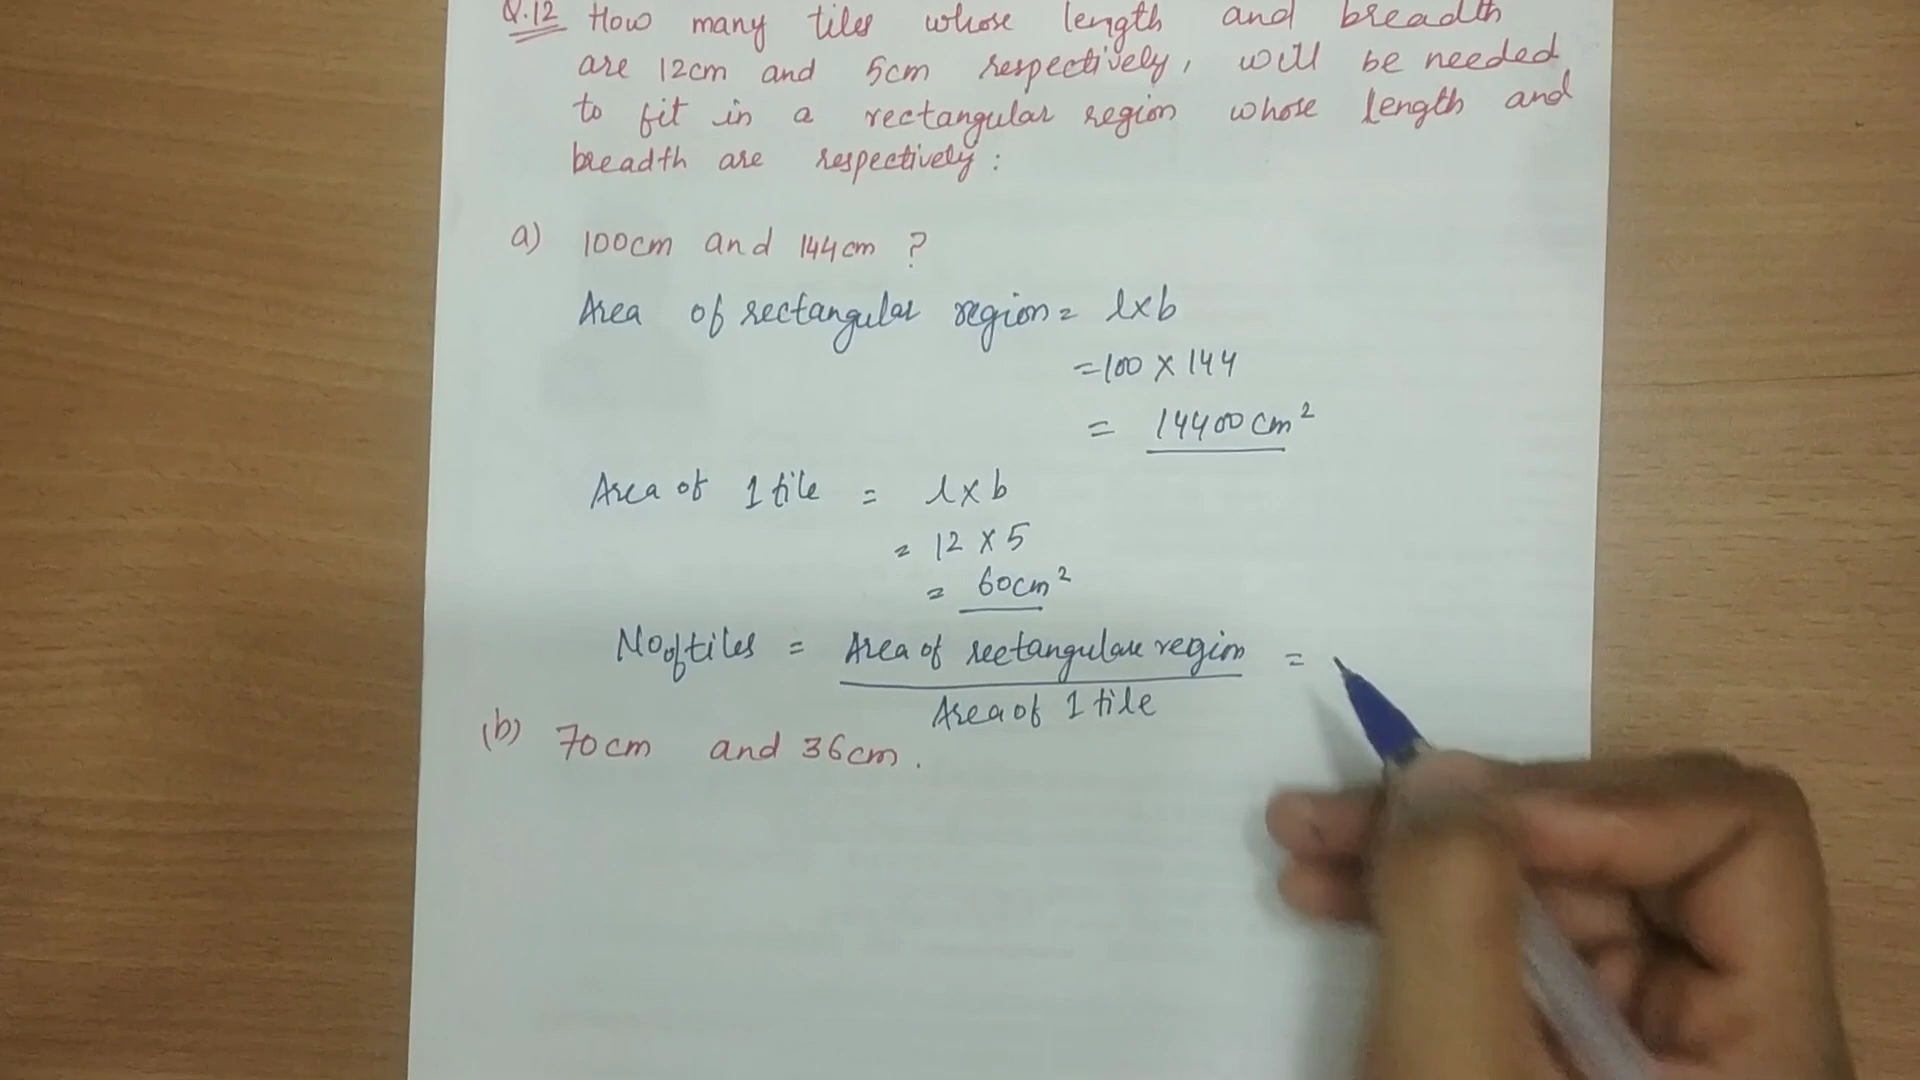 Q.12 How many tiles whose length and breadth
are 12cm and 5cm respectively, will be needed
to fit in a rectangular region whose length and
breadth are respectively:
a) 100cm and 144cm ?
Area of rectangular region = l×b
= 100 × 144
= 14400 cm²
Area of 1 tile = l × b
= 12 × 5
= 60cm²
No of tiles = Area of rectangular region =
Area of 1 tile
(b) 70cm and 36cm.